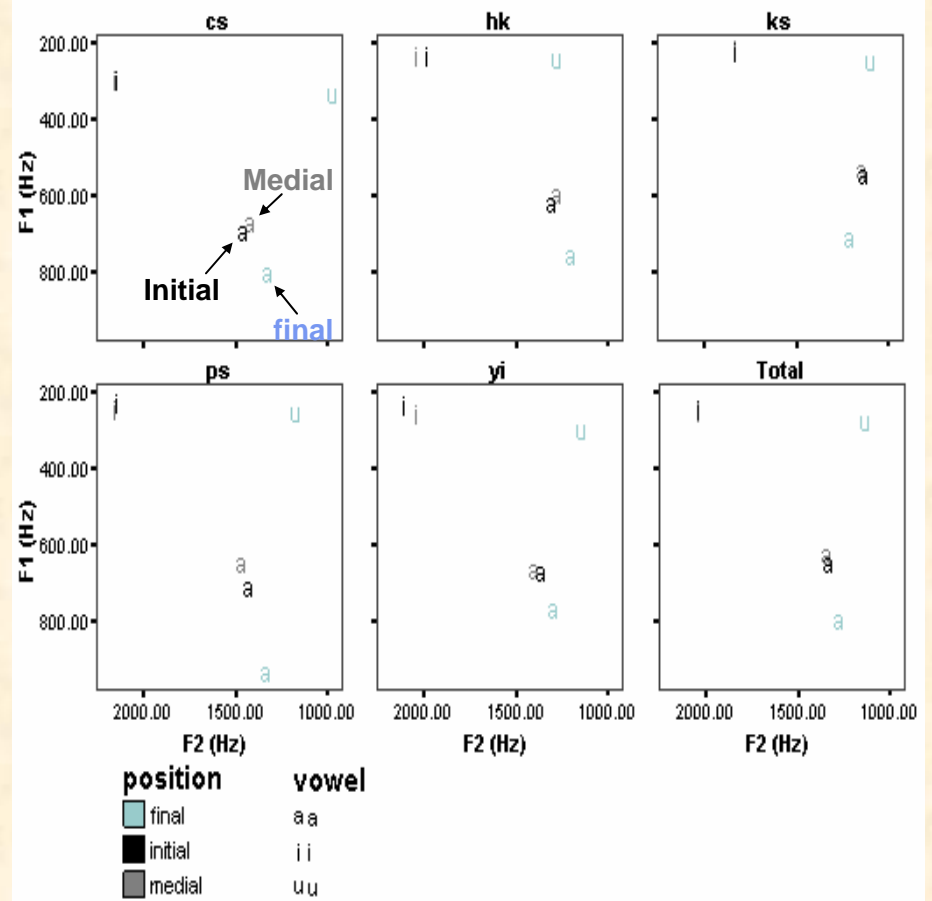 cs hk ks
200.00
400.00
600.00
800.00
F1 (Hz)
i
u
Medial
a
a
Initial
a
final
i i
u
a
a
a
i
u
a
a
a
ps yi Total
200.00
400.00
600.00
800.00
F1 (Hz)
i
i
u
a
a
a
i
i
u
a a
a
i
u
a
a
a
2000.00 1500.00 1000.00 2000.00 1500.00 1000.00 2000.00 1500.00 1000.00
F2 (Hz) F2 (Hz) F2 (Hz)
position vowel
final a a
initial i i
medial u u